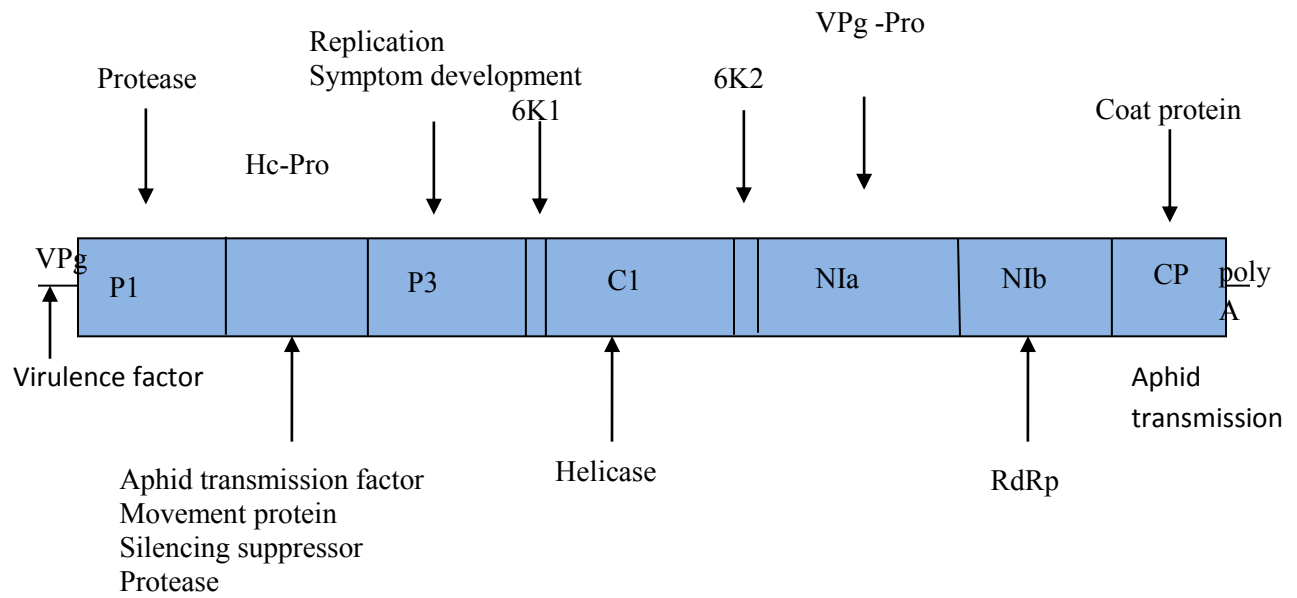 VPg -Pro
Replication
Symptom development
Protease
6K1
6K2
Coat protein
Hc-Pro
VPg
P1
P3
C1
NIa
NIb
CP
poly
A
Virulence factor
Aphid
transmission
Aphid transmission factor
Movement protein
Silencing suppressor
Protease
Helicase
RdRp